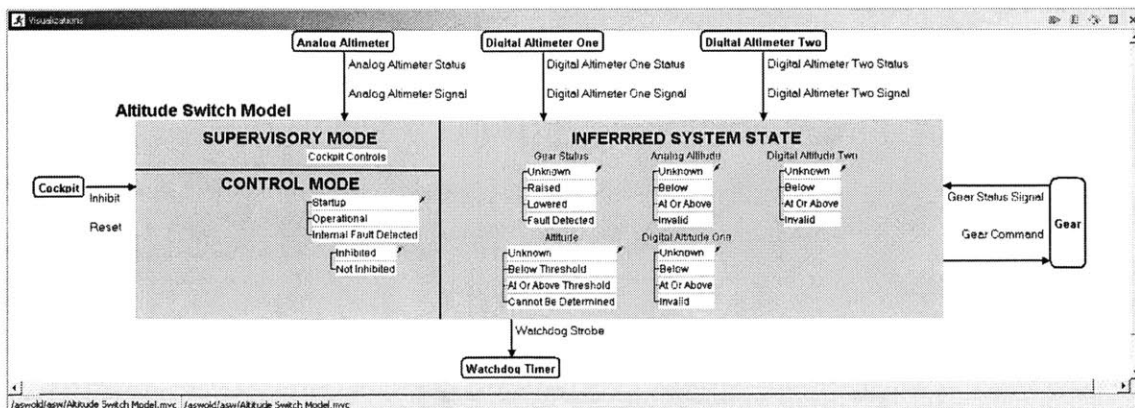 Visualizations
Analog Altimeter
Digital Altimeter One
Digital Altimeter Two
Analog Altimeter Status
Digital Altimeter One Status
Digital Altimeter Two Status
Analog Altimeter Signal
Digital Altimeter One Signal
Digital Altimeter Two Signal
Altitude Switch Model
SUPERVISORY MODE
Cockpit Controls
INFERRRED SYSTEM STATE
Cockpit
Inhibit
Reset
CONTROL MODE
Startup
Operational
Internal Fault Detected
Inhibited
Not Inhibited
Gear Status
Unknown
Raised
Lowered
Fault Detected
Analog Altitude
Unknown
Below
At Or Above
Invalid
Digital Altitude Two
Unknown
Below
At Or Above
Invalid
Altitude
Unknown
Below Threshold
At Or Above Threshold
Cannot Be Determined
Digital Altitude One
Unknown
Below
At Or Above
Invalid
Gear Status Signal
Gear Command
Gear
Watchdog Strobe
Watchdog Timer
/aswold/asw/Altitude Switch Model.mvc /aswold/asw/Altitude Switch Model.mvc